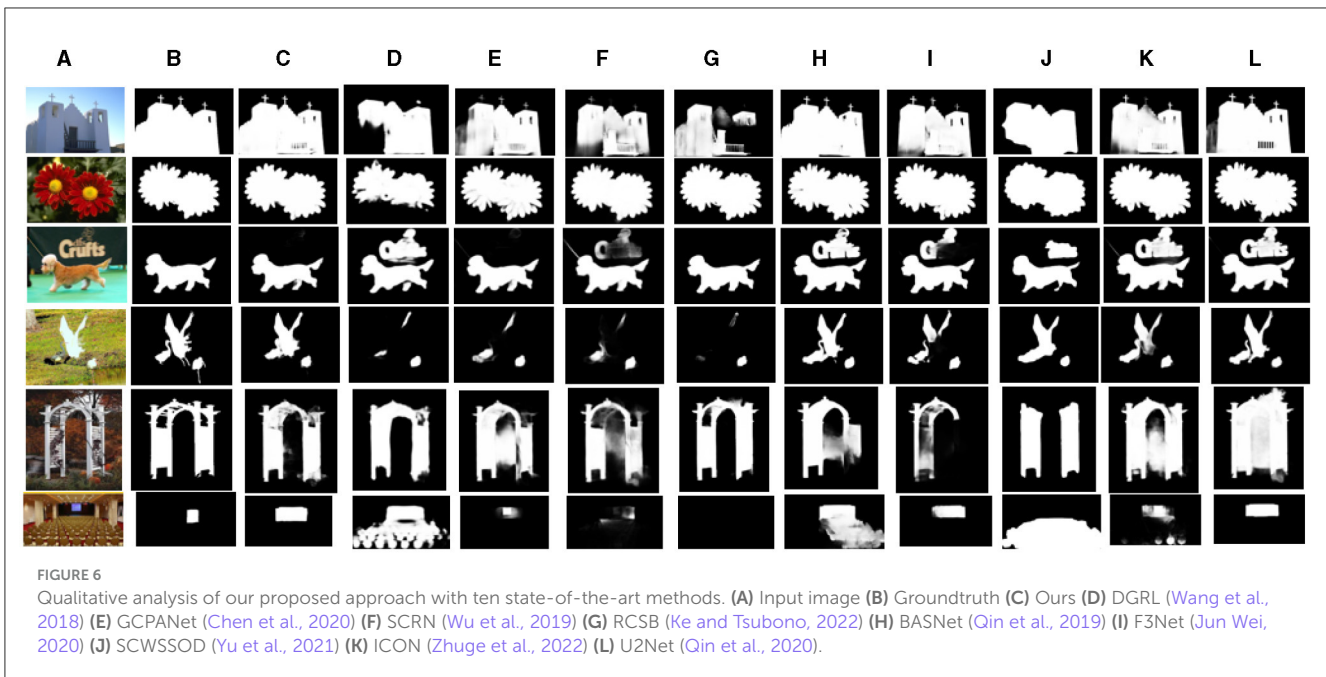 A B C D E F G H I J K L
Crufts
Crufts
Crufts
Crufts
FIGURE 6
Qualitative analysis of our proposed approach with ten state-of-the-art methods. (A) Input image (B) Groundtruth (C) Ours (D) DGRL (Wang et al.,
2018) (E) GCPANet (Chen et al., 2020) (F) SCRN (Wu et al., 2019) (G) RCSB (Ke and Tsubono, 2022) (H) BASNet (Qin et al., 2019) (I) F3Net (Jun Wei,
2020) (J) SCWSSOD (Yu et al., 2021) (K) ICON (Zhuge et al., 2022) (L) U2Net (Qin et al., 2020).